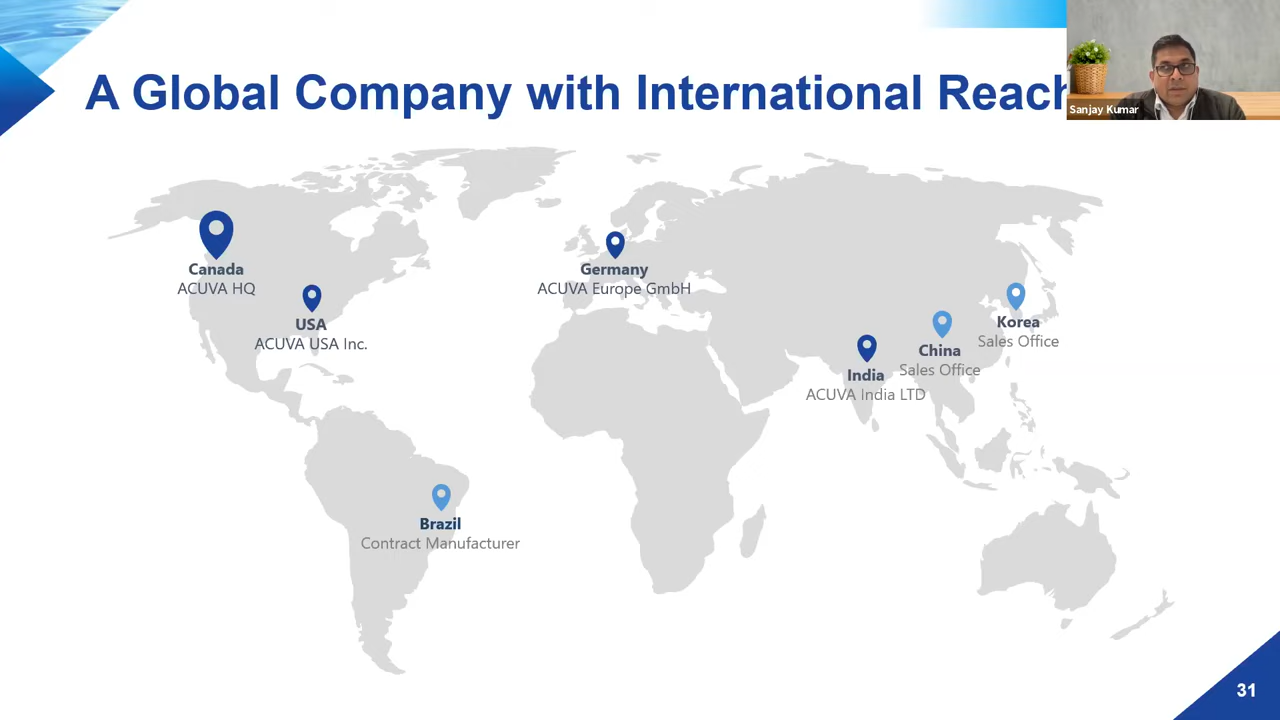 A Global Company with International Reach
Sanjay Kumar
Canada
ACUVA HQ
USA
ACUVA USA Inc.
Germany
ACUVA Europe GmbH
Korea
Sales Office
China
Sales Office
India
ACUVA India LTD
Brazil
Contract Manufacturer
31